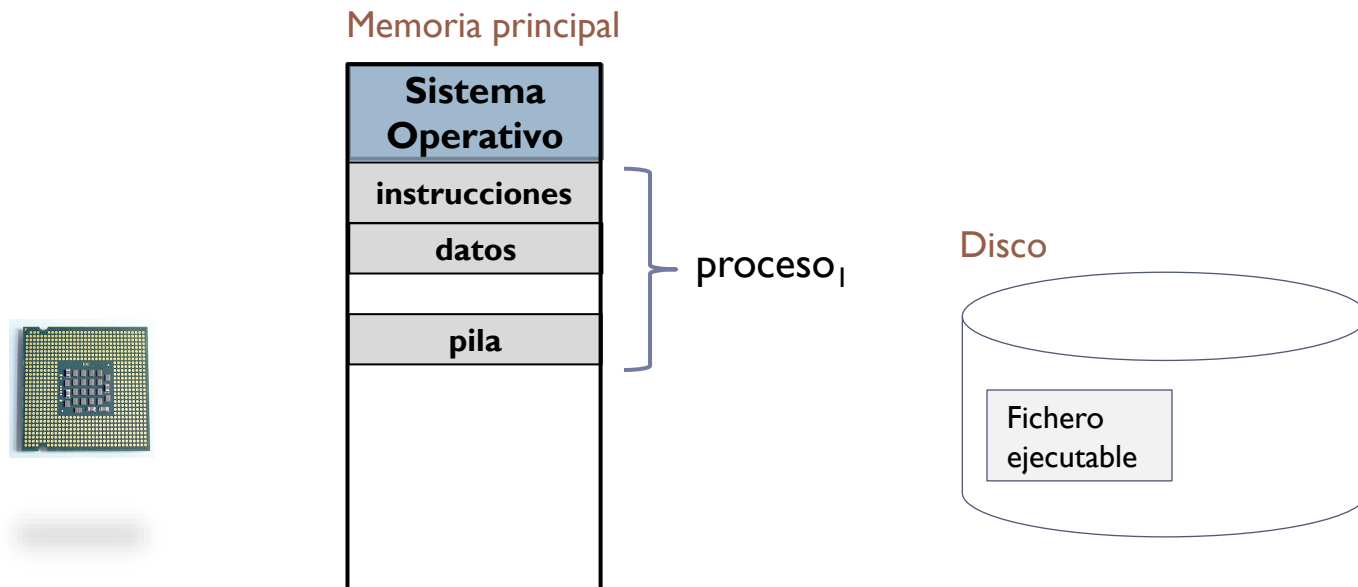 Memoria principal
Sistema
Operativo
instrucciones
datos
pila
proceso₁
Disco
Fichero
ejecutable